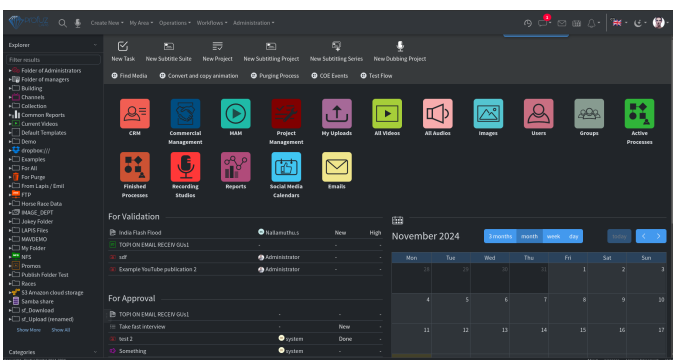 Create New My Area Operations Workflows Administration
Explorer
Filter results
Folder of Administrators
Folder of managers
Building
Channels
Collection
Common Reports
Current Videos
Default Templates
Demo
dropbox:///
Examples
For All
For Purge
From Lapis / Emil
FTP
Horse Race Data
IMAGE_DEPT
Jokey Folder
LAPIS Files
MAVDEMO
My Folder
NFS
Promos
Publish Folder Test
Races
S3 Amazon cloud storage
Samba share
sf_Download
sf_Upload (renamed)
Show More Show All
Categories
New Task New Subtitle Suite New Project New Subtitling Project New Subtitling Series New Dubbing Project
Find Media Convert and copy animation Purging Process COE Events Test Flow
CRM
Commercial Management
MAM
Project Management
My Uploads
All Videos
All Audios
Images
Users
Groups
Active Processes
Finished Processes
Recording Studios
Reports
Social Media Calendars
Emails
For Validation
India Flash Flood Nallamuthu.s New High
TOPI ON EMAIL RECEIV GUs1 - - -
sdf Administrator - -
Example YouTube publication 2 Administrator - -
For Approval
TOPI ON EMAIL RECEIV GUs1 - - -
Take fast interview - New -
test 2 system Done -
Something system - -
November 2024
3 months month week day
Today
Mon Tue Wed Thu Fri Sat Sun
28 29 30 31 1 2 3
4 5 6 7 8 9 10
11 12 13 14 15 16 17